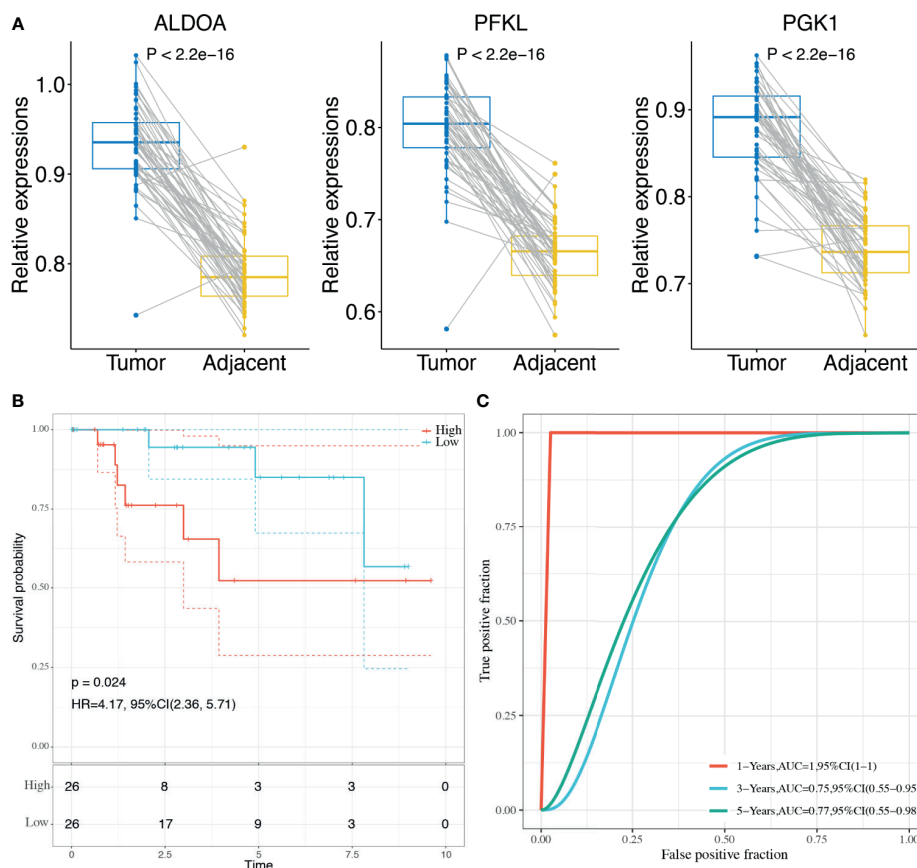 A
ALDOA
PFKL
PGK1
P < 2.2e−16
P < 2.2e−16
P < 2.2e−16
Relative expressions
1.0
0.9
0.8
Relative expressions
0.8
0.7
0.6
Relative expressions
0.9
0.8
0.7
Tumor Adjacent
Tumor Adjacent
Tumor Adjacent
B
High
Low
Survival probability
1.00
0.75
0.50
0.25
0.00
p = 0.024
HR=4.17, 95%CI(2.36, 5.71)
High 26 8 3 3 0
Low 26 17 9 3 0
0 2.5 5 7.5 10
Time
C
True positive fraction
1.00
0.75
0.50
0.25
0.00
1−Years,AUC=1,95%CI(1−1)
3−Years,AUC=0.75,95%CI(0.55−0.95
5−Years,AUC=0.77,95%CI(0.55−0.98
0.00 0.25 0.50 0.75 1.00
False positive fraction